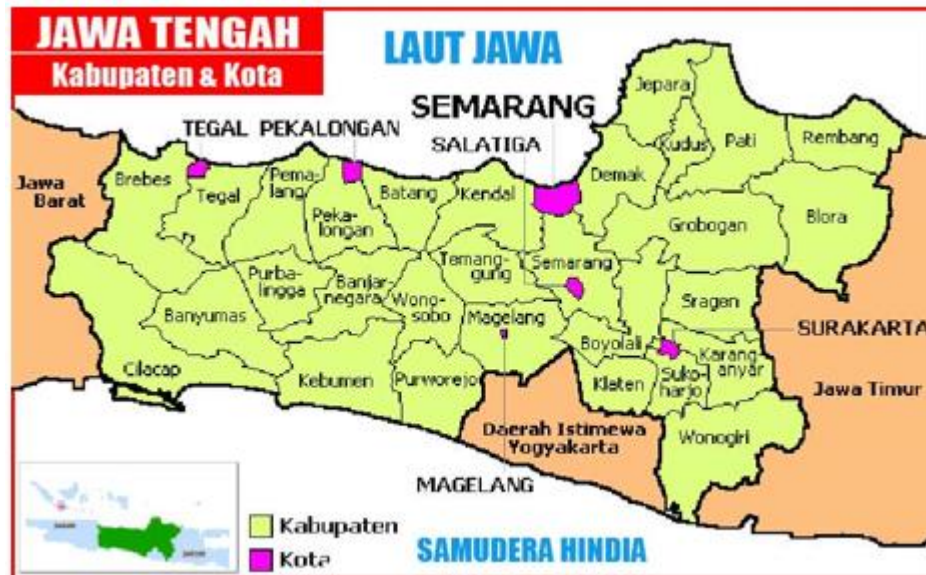 JAWA TENGAH
Kabupaten & Kota
LAUT JAWA
SEMARANG
TEGAL PEKALONGAN
SALATIGA
Jepara
Kudus
Pati
Rembang
Jawa
Barat
Brebes
Tegal
Pema-
lang
Peka-
longan
Batang
Kendal
Demak
Grobogan
Blora
Purba-
lingga
Banjar-
negara
Wono-
sobo
Temang-
gung
Semarang
Sragen
Banyumas
Magelang
Boyolali
SURAKARTA
Karang
anyar
Cilacap
Kebumen
Purworejo
Klaten
Suko-
harjo
Jawa Timur
Daerah Istimewa
Yogyakarta
Wonogiri
MAGELANG
Kabupaten
Kota
SAMUDERA HINDIA